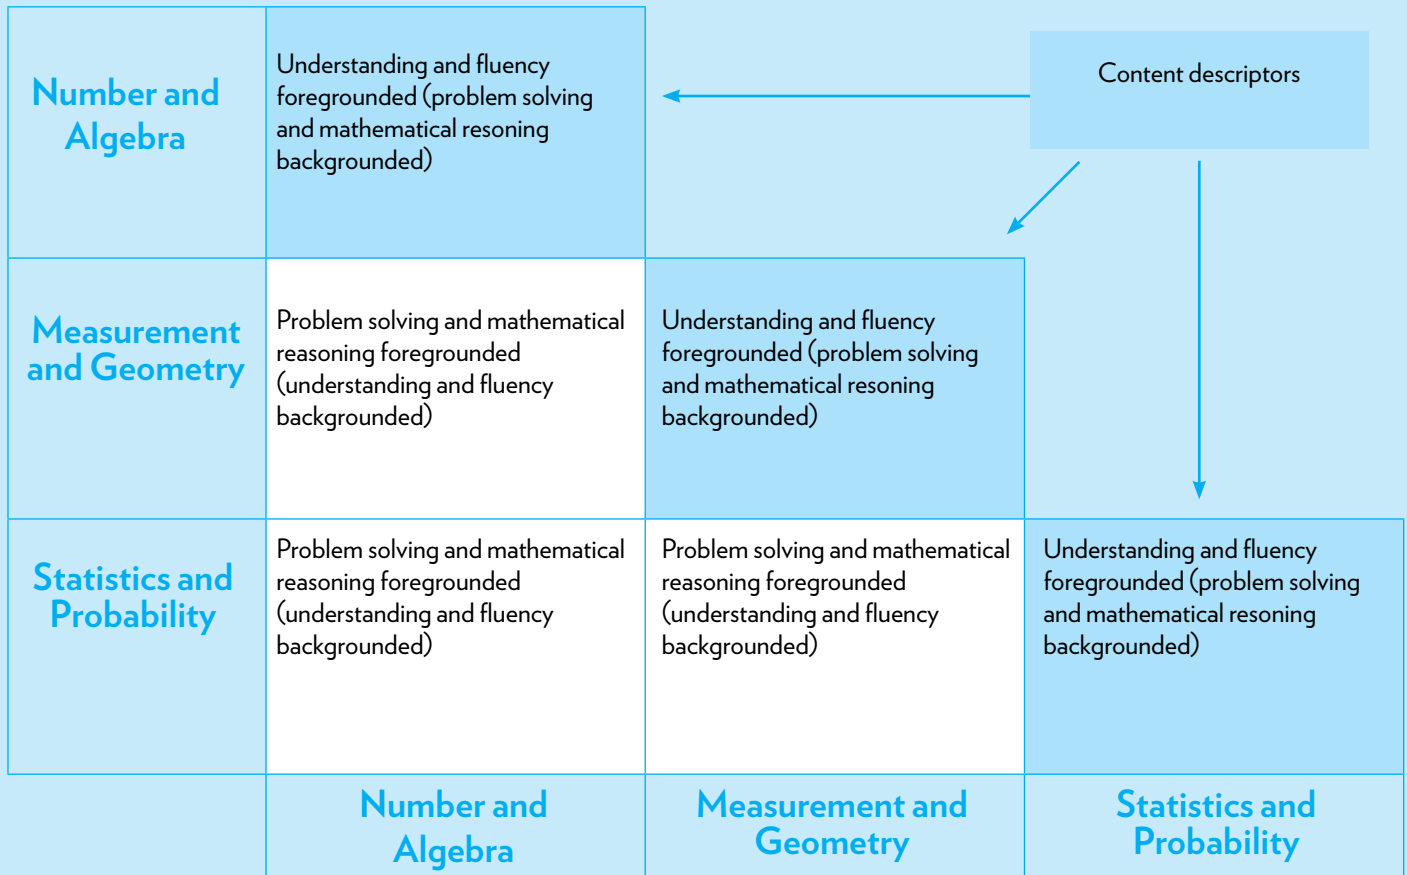 Number and
Algebra
Understanding and fluency
foregrounded (problem solving
and mathematical resoning
backgrounded)
Content descriptors
Measurement
and Geometry
Problem solving and mathematical
reasoning foregrounded
(understanding and fluency
backgrounded)
Understanding and fluency
foregrounded (problem solving
and mathematical resoning
backgrounded)
Statistics and
Probability
Problem solving and mathematical
reasoning foregrounded
(understanding and fluency
backgrounded)
Problem solving and mathematical
reasoning foregrounded
(understanding and fluency
backgrounded)
Understanding and fluency
foregrounded (problem solving
and mathematical resoning
backgrounded)
Number and
Algebra
Measurement and
Geometry
Statistics and
Probability